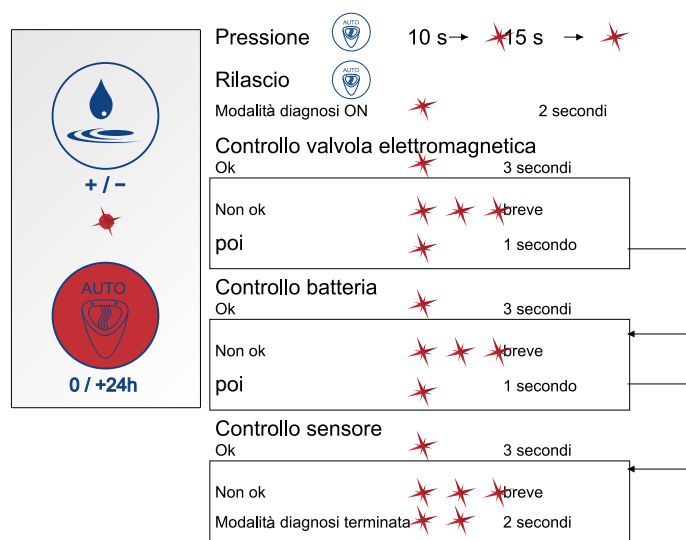 + / −
AUTO
0 / +24h
Pressione AUTO 10 s 15 s
Rilascio AUTO
Modalità diagnosi ON 2 secondi
Controllo valvola elettromagnetica
Ok 3 secondi
Non ok breve
poi 1 secondo
Controllo batteria
Ok 3 secondi
Non ok breve
poi 1 secondo
Controllo sensore
Ok 3 secondi
Non ok breve
Modalità diagnosi terminata 2 secondi